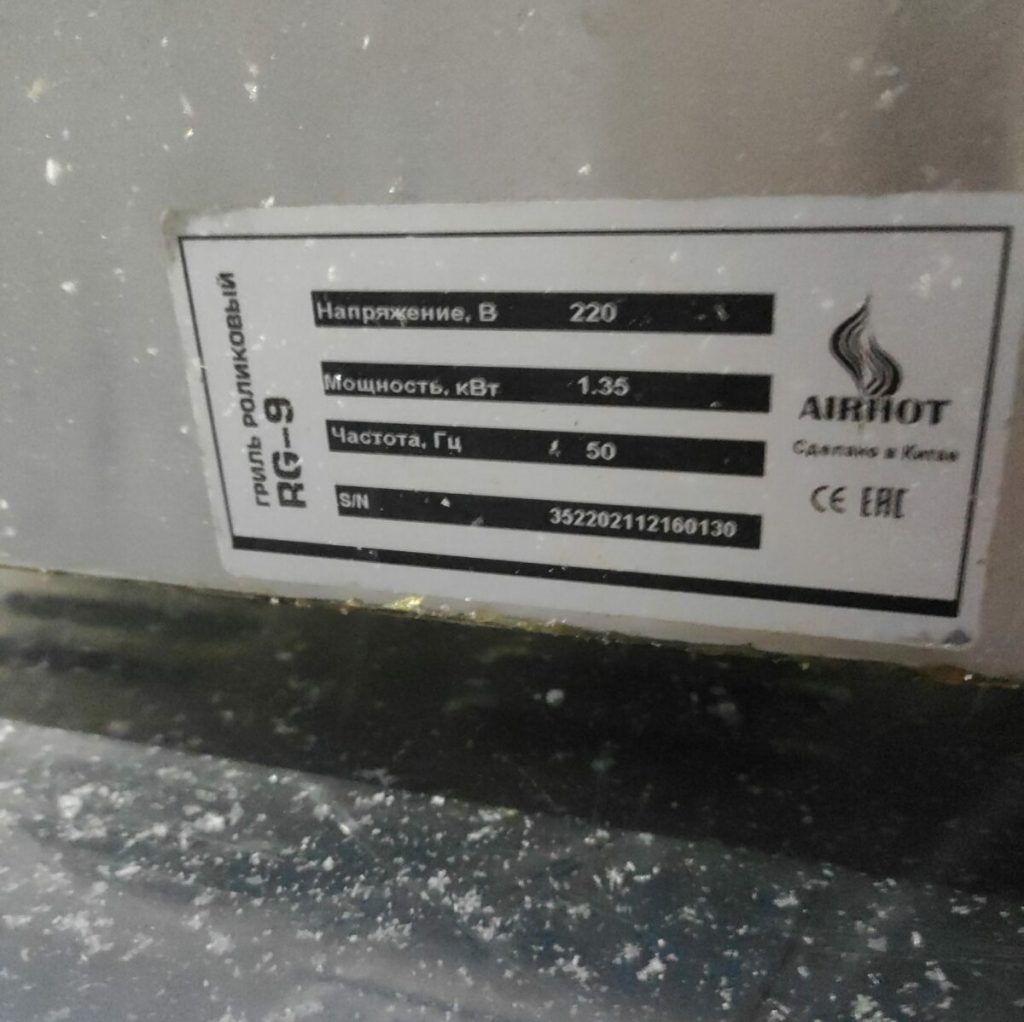 ГРИЛЬ РОЛИКОВЫЙ
RG-9
Напряжение, В 220
Мощность, кВт 1.35
Частота, Гц 50
S/N 352202112160130
AIRHOT
Сделано в Китае
CE EAC